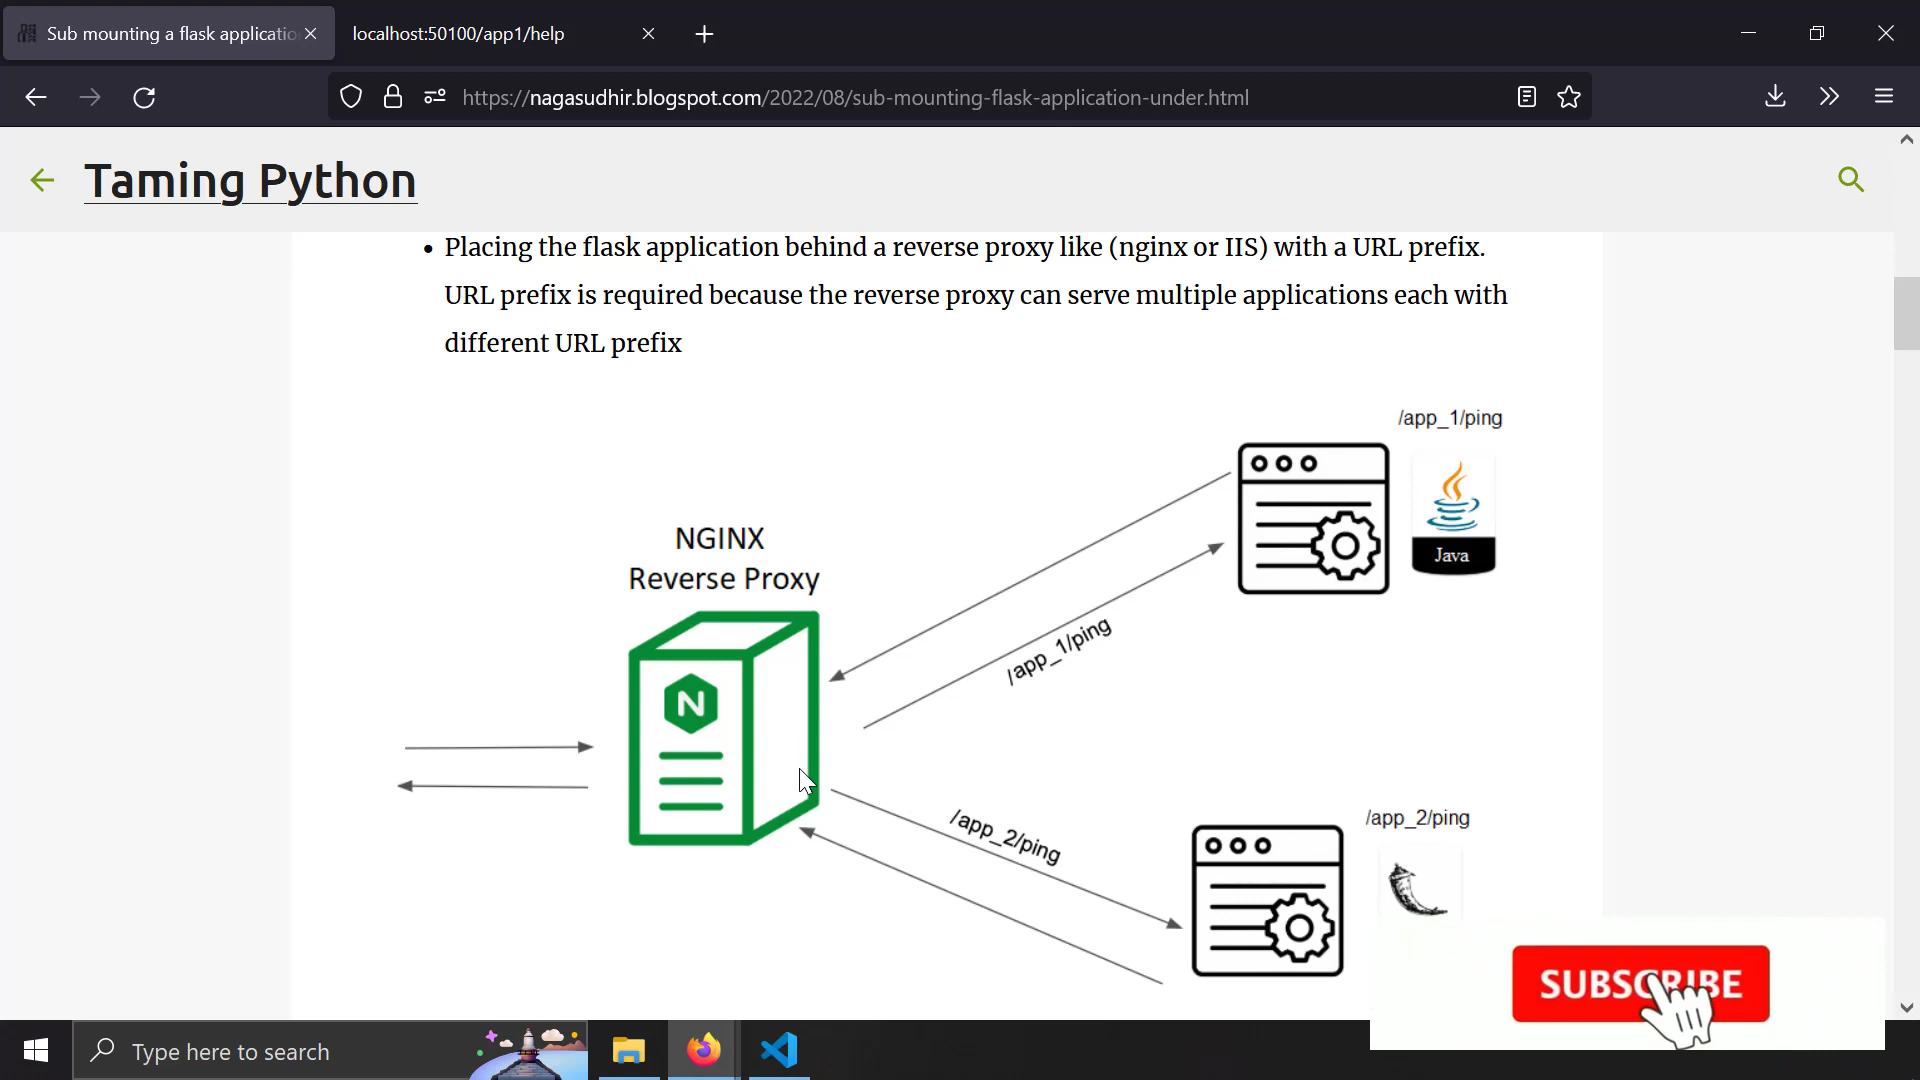 Sub mounting a flask applicatio
localhost:50100/app1/help
https://nagasudhir.blogspot.com/2022/08/sub-mounting-flask-application-under.html
Taming Python
• Placing the flask application behind a reverse proxy like (nginx or IIS) with a URL prefix.
URL prefix is required because the reverse proxy can serve multiple applications each with
different URL prefix
/app_1/ping
Java
NGINX
Reverse Proxy
N
/app_1/ping
/app_2/ping
/app_2/ping
SUBSCRIBE
Type here to search